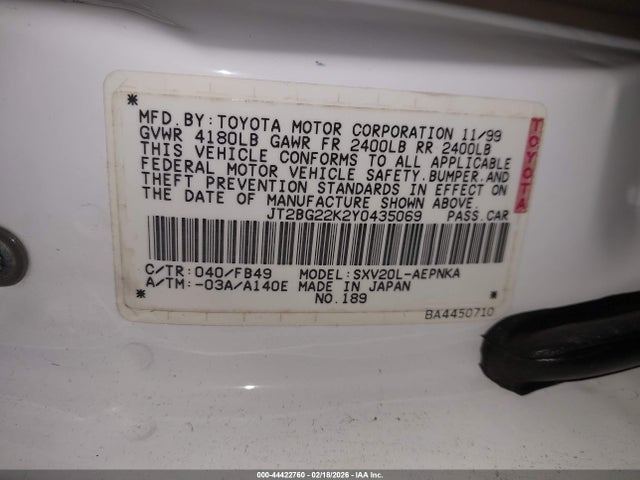 MFD.BY:TOYOTA MOTOR CORPORATION 11/99
GVWR 4180LB GAWR FR 2400LB RR 2400LB
THIS VEHICLE CONFORMS TO ALL APPLICABLE
FEDERAL MOTOR VEHICLE SAFETY.BUMPER.AND
THEFT PREVENTION STANDARDS IN EFFECT ON
THE DATE OF MANUFACTURE SHOWN ABOVE.
JT2BG22K2Y0435069 PASS.CAR
C/TR:040/FB49 MODEL:SXV20L-AEPNKA
A/TM:-03A/A140E MADE IN JAPAN
NO.189
BA4450710
TOYOTA
000-44422760 - 02/18/2026 - IAA Inc.